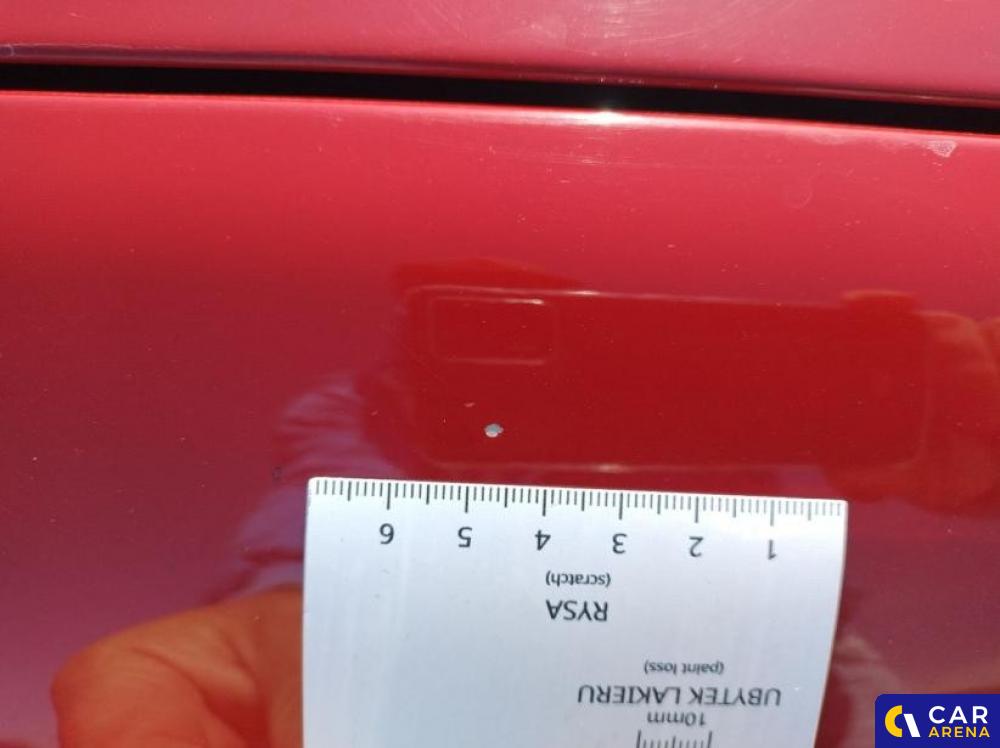 1 2 3 4 5 6
RYSA
(scratch)
UBYTEK LAKIERU
(paint loss)
10mm
CAR
ARENA